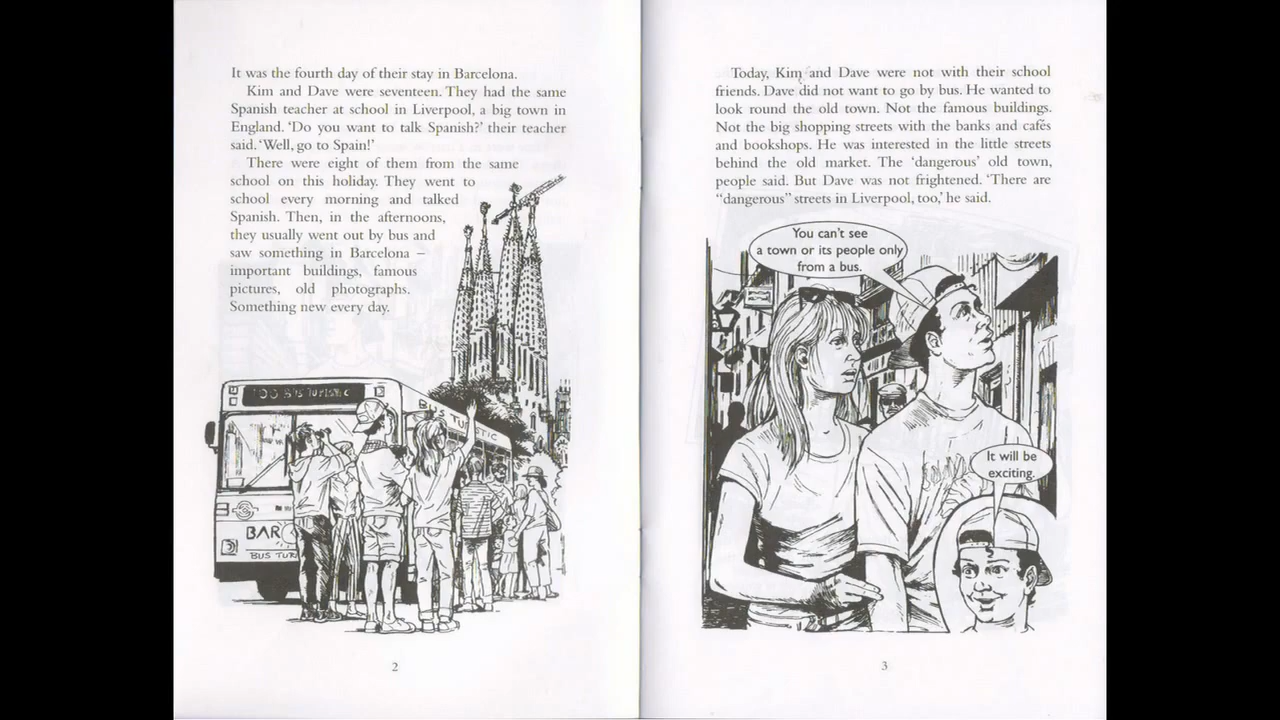 It was the fourth day of their stay in Barcelona.
Kim and Dave were seventeen. They had the same
Spanish teacher at school in Liverpool, a big town in
England. ‘Do you want to talk Spanish?’ their teacher
said. ‘Well, go to Spain!’
There were eight of them from the same
school on this holiday. They went to
school every morning and talked
Spanish. Then, in the afternoons,
they usually went out by bus and
saw something in Barcelona –
important buildings, famous
pictures, old photographs.
Something new every day.
100 BUS TURISTIC
BUS TURISTIC
BAR
BUS TUR
2
Today, Kim and Dave were not with their school
friends. Dave did not want to go by bus. He wanted to
look round the old town. Not the famous buildings.
Not the big shopping streets with the banks and cafés
and bookshops. He was interested in the little streets
behind the old market. The ‘dangerous’ old town,
people said. But Dave was not frightened. ‘There are
“dangerous” streets in Liverpool, too,’ he said.
You can’t see
a town or its people only
from a bus.
It will be
exciting.
3